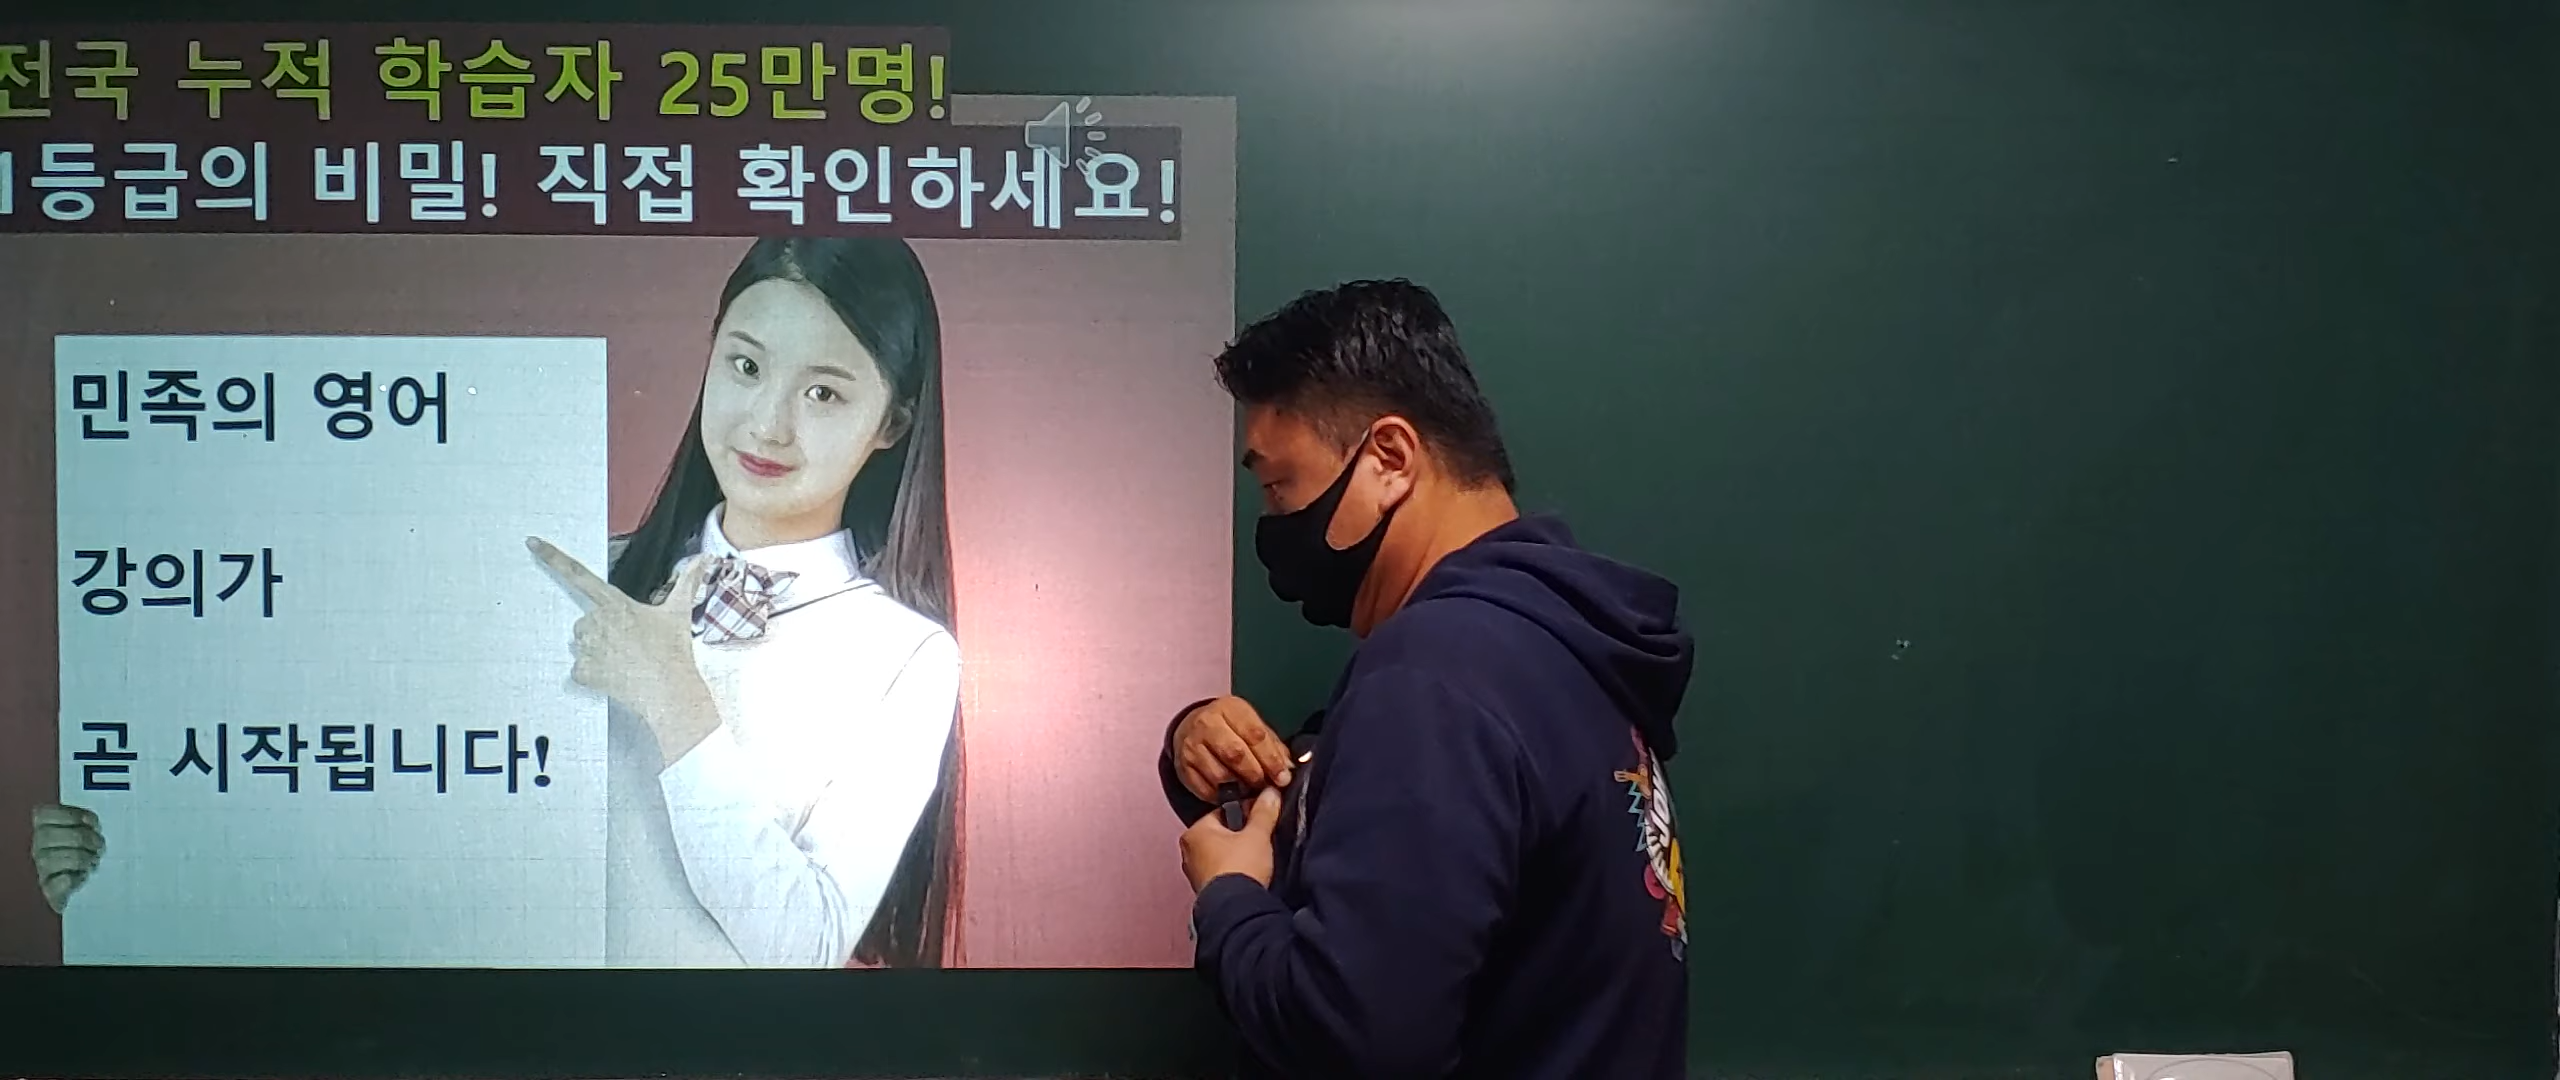 전국 누적 학습자 25만명!
1등급의 비밀! 직접 확인하세요!
민족의 영어
강의가
곧 시작됩니다!